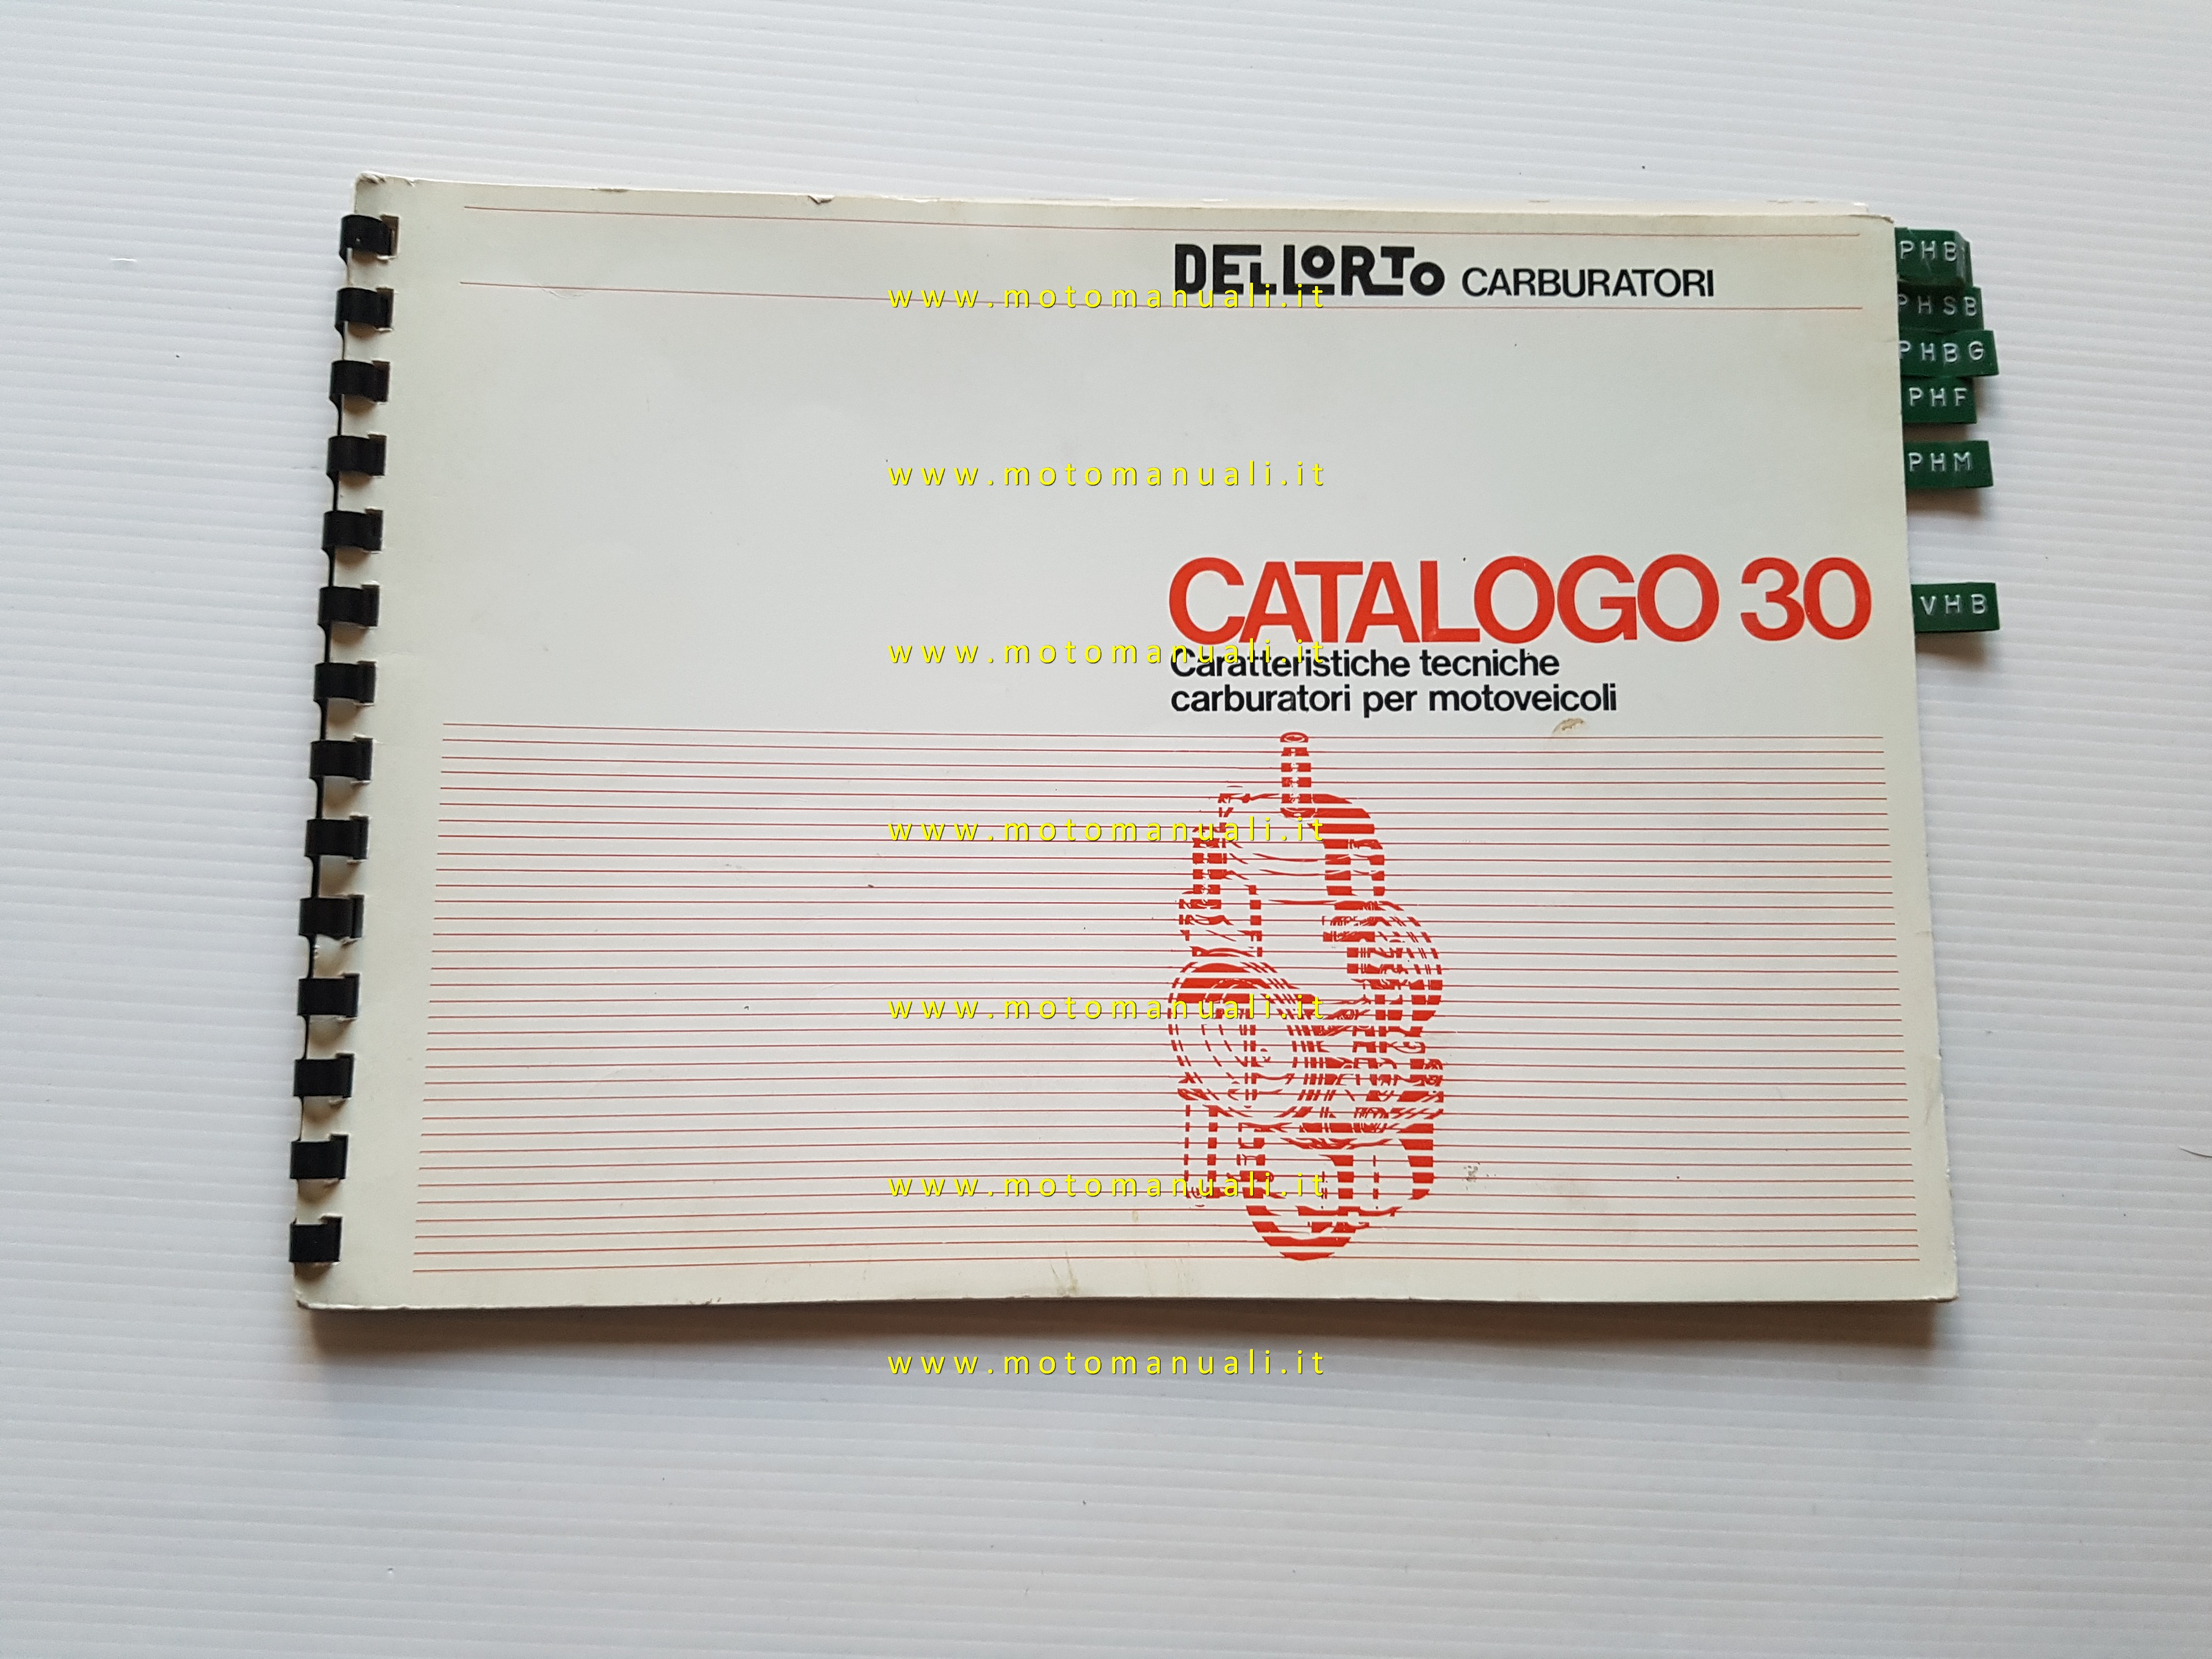 DELLORTO CARBURATORI
PHB
PHSB
PHBG
PHF
PHM
VHB
CATALOGO 30
Caratteristiche tecniche
carburatori per motoveicoli
www.motomanuali.it
www.motomanuali.it
www.motomanuali.it
www.motomanuali.it
www.motomanuali.it
www.motomanuali.it
www.motomanuali.it